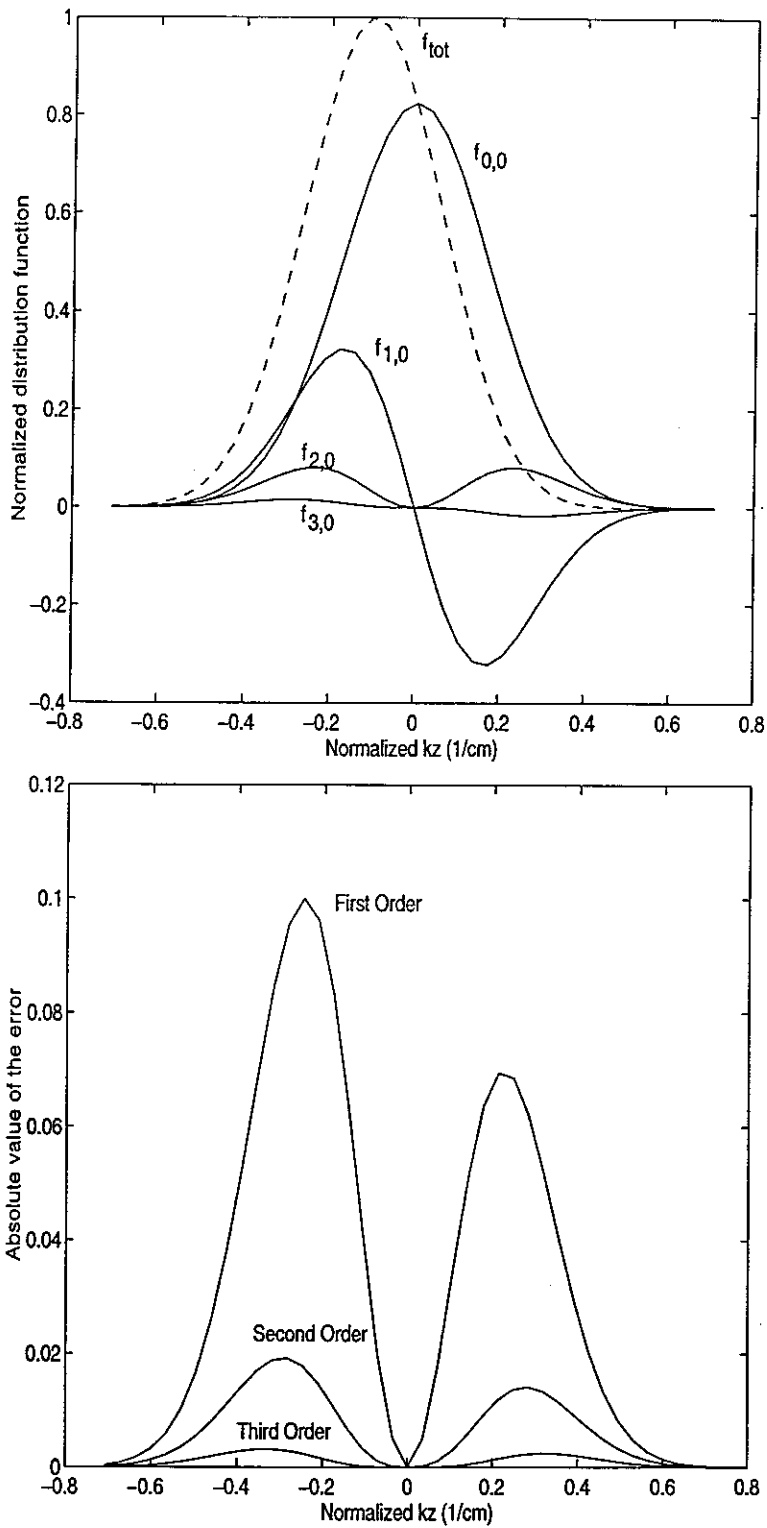 1
0.8
0.6
0.4
0.2
0
−0.2
−0.4
−0.8
−0.6
−0.4
−0.2
0
0.2
0.4
0.6
0.8
Normalized kz (1/cm)
Normalized distribution function
f_tot
f_0,0
f_1,0
f_2,0
f_3,0
0.12
0.1
0.08
0.06
0.04
0.02
0
−0.8
−0.6
−0.4
−0.2
0
0.2
0.4
0.6
0.8
Normalized kz (1/cm)
Absolute value of the error
First Order
Second Order
Third Order